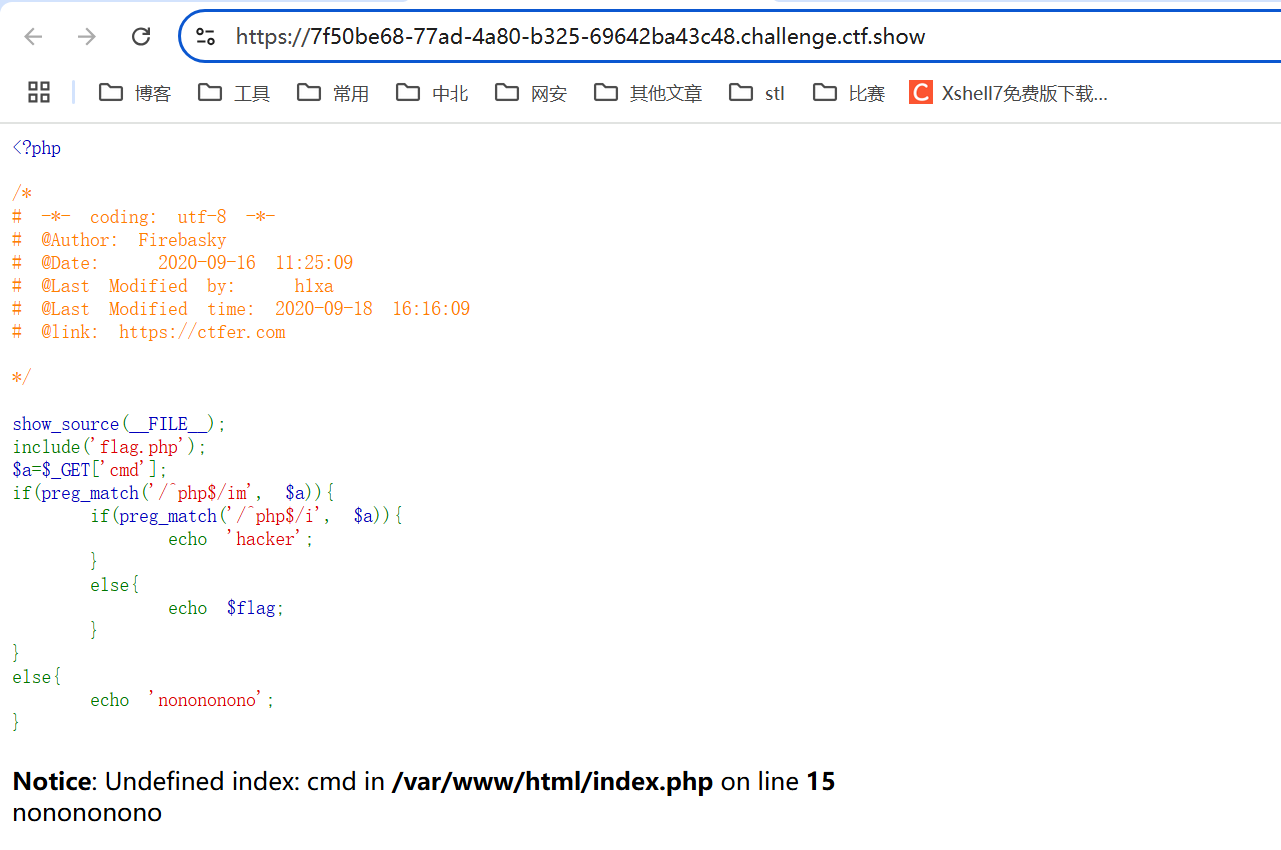 https://7f50be68-77ad-4a80-b325-69642ba43c48.challenge.ctf.show
博客 工具 常用 中北 网安 其他文章 stl 比赛 C Xshell7免费版下载...
<?php
/*
# -*- coding: utf-8 -*-
# @Author: Firebasky
# @Date:   2020-09-16 11:25:09
# @Last Modified by:   h1xa
# @Last Modified time: 2020-09-18 16:16:09
# @link: https://ctfer.com
*/
show_source(__FILE__);
include('flag.php');
$a=$_GET['cmd'];
if(preg_match('/^php$/im', $a)){
    if(preg_match('/^php$/i', $a)){
        echo 'hacker';
    }
    else{
        echo $flag;
    }
}
else{
    echo 'nonononono';
}
Notice: Undefined index: cmd in /var/www/html/index.php on line 15
nonononono